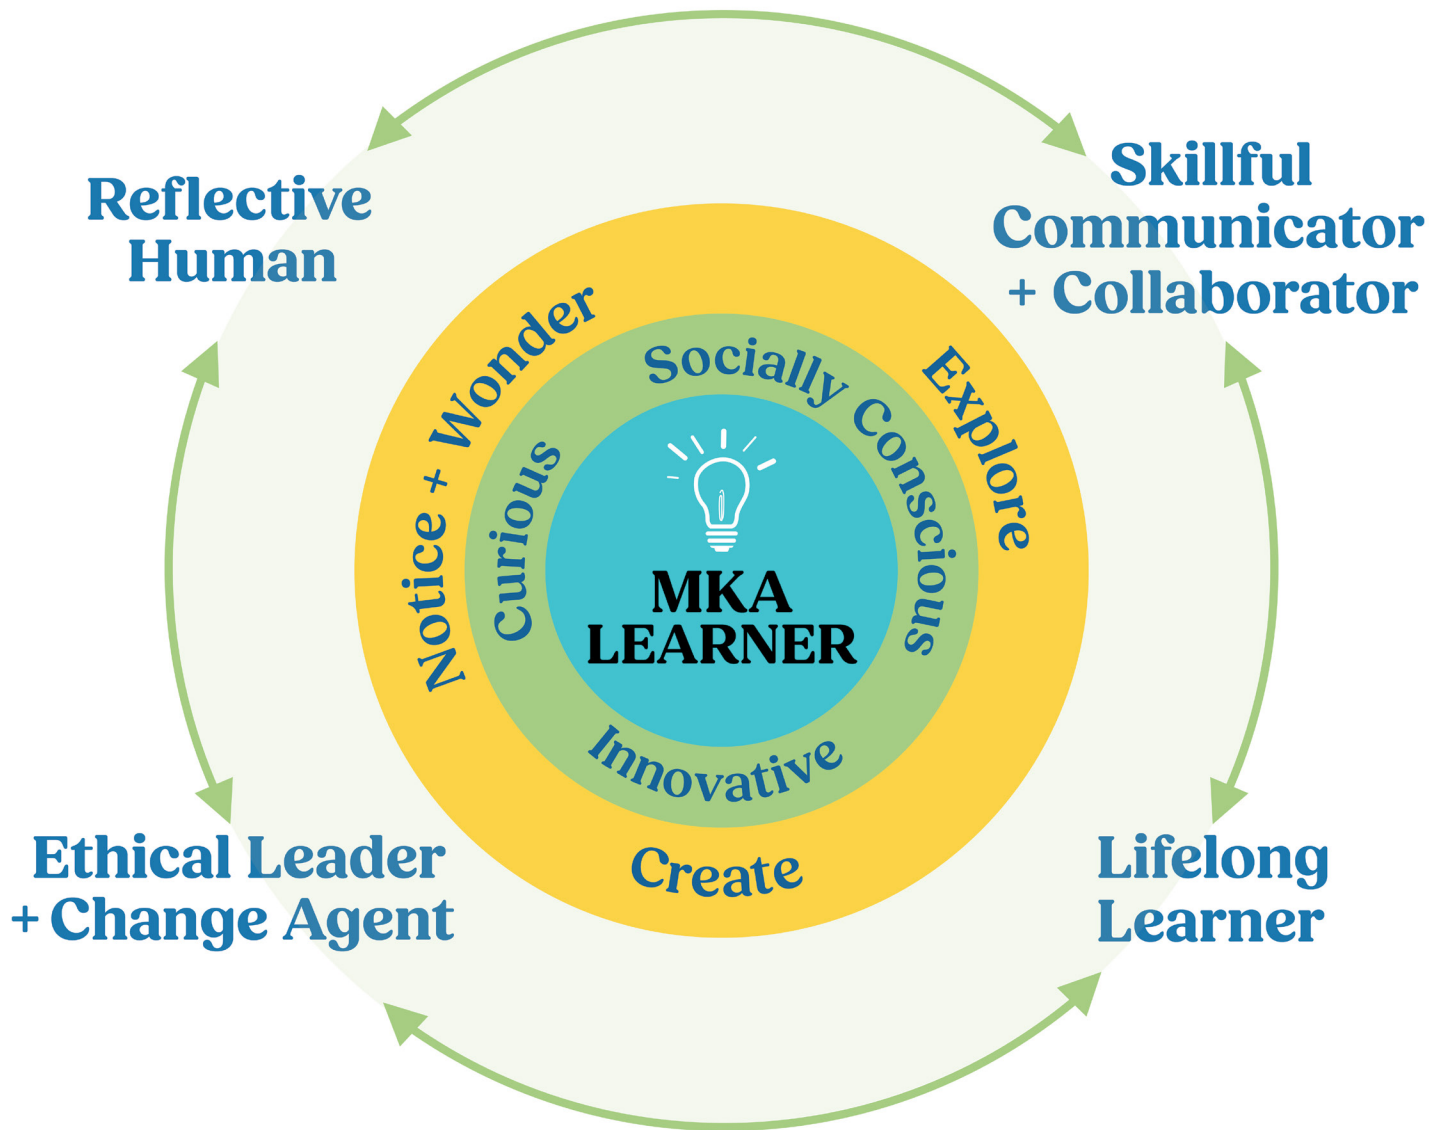 Reflective
Human
Skillful
Communicator
+ Collaborator
Notice + Wonder
Explore
Socially Conscious
Curious
MKA
LEARNER
Innovative
Create
Ethical Leader
+ Change Agent
Lifelong
Learner